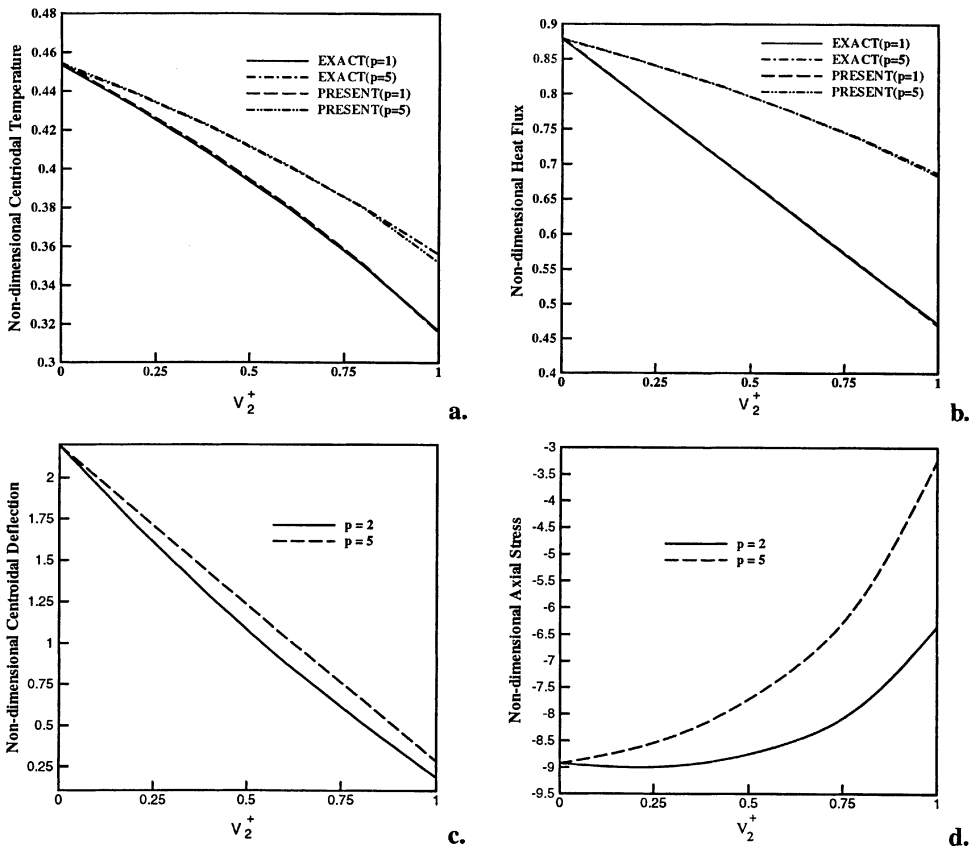 0.48
0.46
0.44
0.42
0.4
0.38
0.36
0.34
0.32
0.3
Non-dimensional Centriodal Temperature
EXACT(p=1)
EXACT(p=5)
PRESENT(p=1)
PRESENT(p=5)
0 0.25 0.5 0.75 1
V₂⁺
a.
0.9
0.85
0.8
0.75
0.7
0.65
0.6
0.55
0.5
0.45
0.4
Non-dimensional Heat Flux
EXACT(p=1)
EXACT(p=5)
PRESENT(p=1)
PRESENT(p=5)
0 0.25 0.5 0.75 1
V₂⁺
b.
2
1.75
1.5
1.25
1
0.75
0.5
0.25
Non-dimensional Centroidal Deflection
p = 2
p = 5
0 0.25 0.5 0.75 1
V₂⁺
c.
-3
-3.5
-4
-4.5
-5
-5.5
-6
-6.5
-7
-7.5
-8
-8.5
-9
-9.5
Non-dimensional Axial Stress
p = 2
p = 5
0 0.25 0.5 0.75 1
V₂⁺
d.